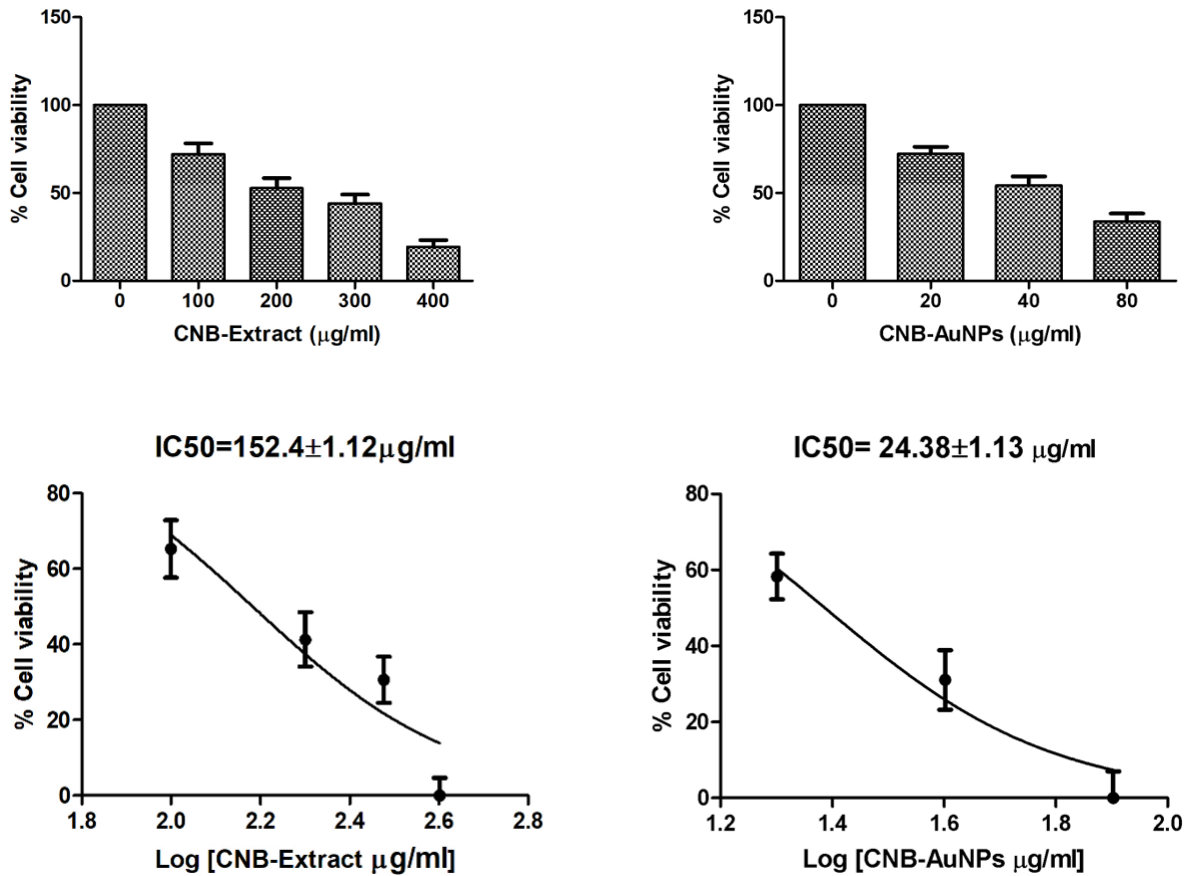 150
100
50
0
% Cell viability
0 100 200 300 400
CNB-Extract (μg/ml)
150
100
50
0
% Cell viability
0 20 40 80
CNB-AuNPs (μg/ml)
IC50=152.4±1.12μg/ml
80
60
40
20
0
% Cell viability
1.8 2.0 2.2 2.4 2.6 2.8
Log [CNB-Extract μg/ml]
IC50= 24.38±1.13 μg/ml
80
60
40
20
0
% Cell viability
1.2 1.4 1.6 1.8 2.0
Log [CNB-AuNPs μg/ml]